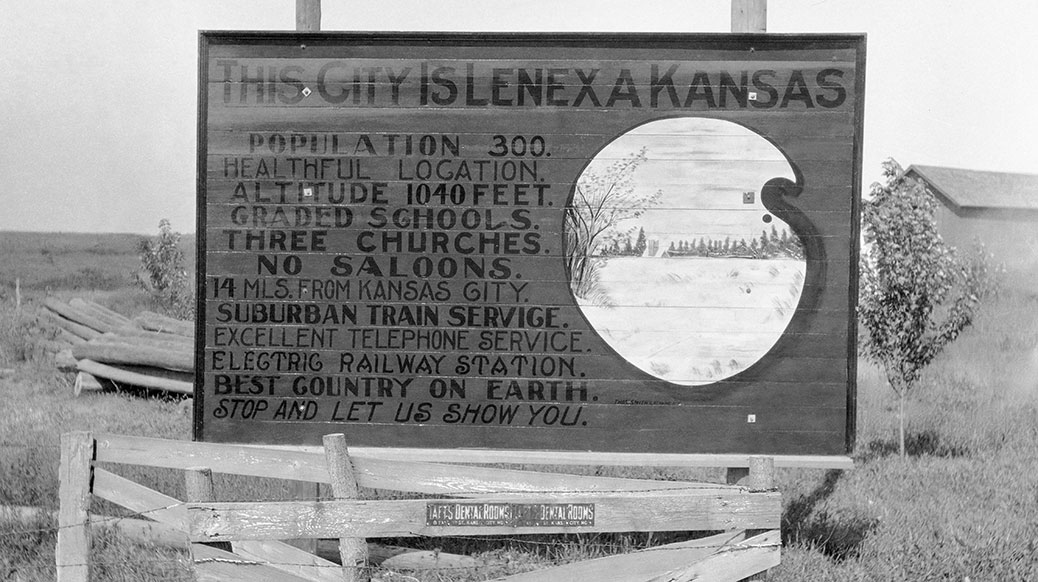 THIS CITY IS LENEXA KANSAS
POPULATION 300.
HEALTHFUL LOCATION.
ALTITUDE 1040 FEET.
GRADED SCHOOLS.
THREE CHURCHES.
NO SALOONS.
14 MLS. FROM KANSAS CITY.
SUBURBAN TRAIN SERVICE.
EXCELLENT TELEPHONE SERVICE.
ELECTRIC RAILWAY STATION.
BEST COUNTRY ON EARTH.
STOP AND LET US SHOW YOU.
TAFTS DENTAL ROOMS DENTAL ROOMS